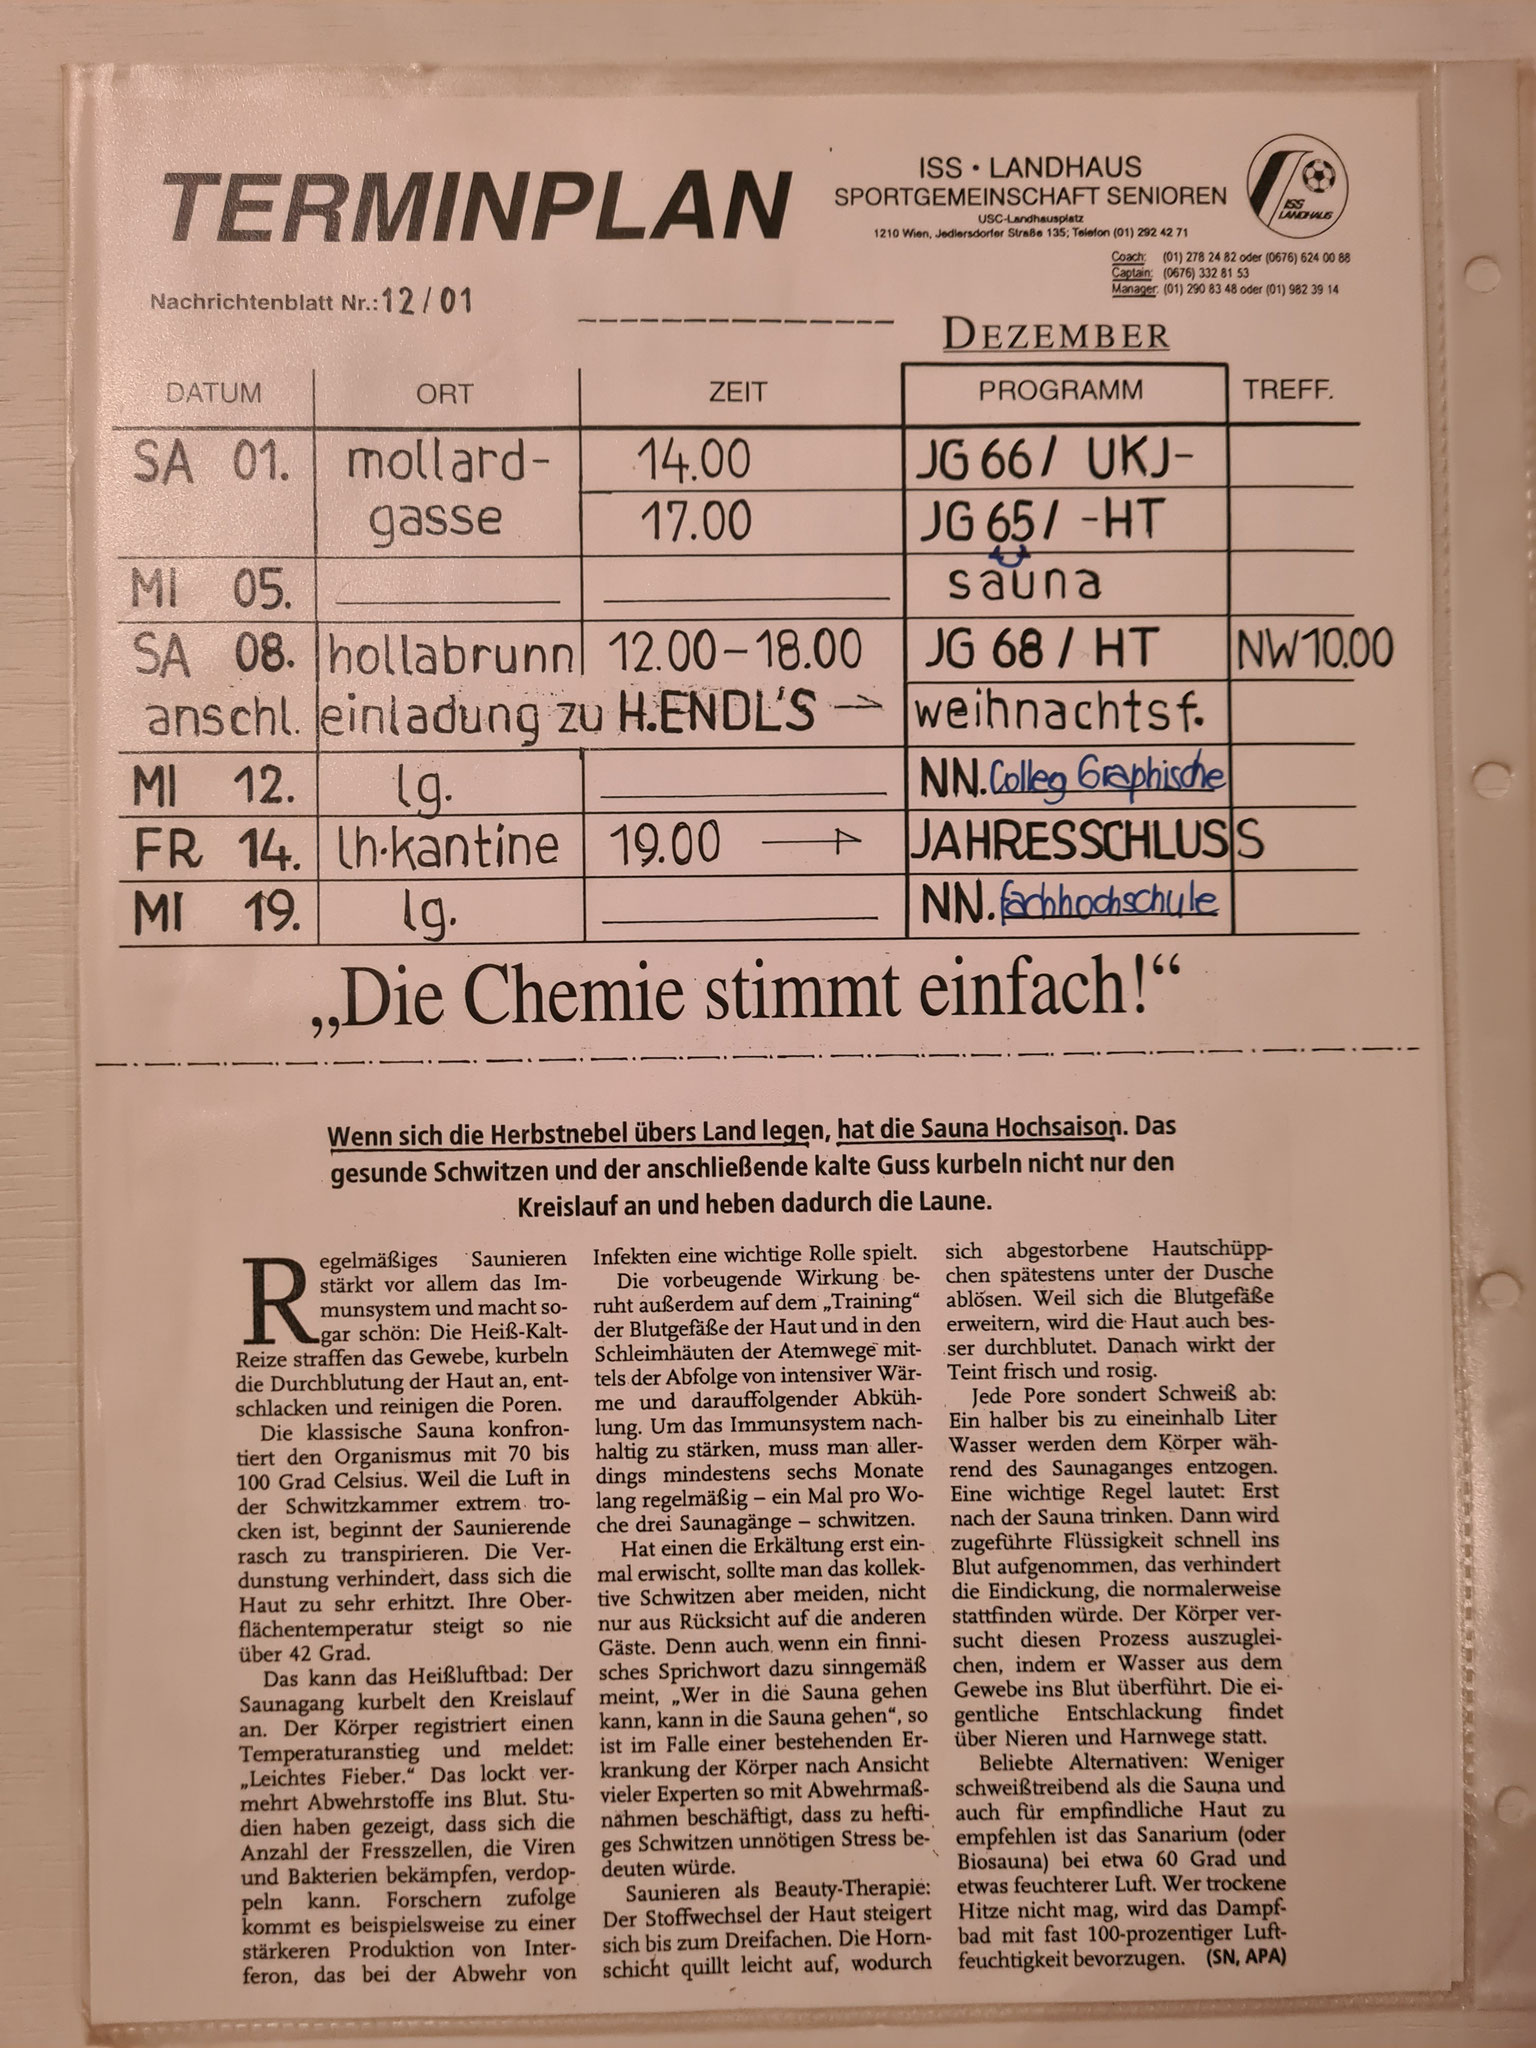 TERMINPLAN
ISS • LANDHAUS
SPORTGEMEINSCHAFT SENIOREN
USC-Landhausplatz
1210 Wien, Jedlersdorfer Straße 135; Telefon (01) 292 42 71
ISS
LANDHAUS
Coach: (01) 278 24 82 oder (0676) 624 00 88
Captain: (0676) 332 81 53
Manager: (01) 290 83 48 oder (01) 982 39 14
Nachrichtenblatt Nr.: 12/01
DEZEMBER
DATUM ORT ZEIT PROGRAMM TREFF.
SA 01. mollard- 14.00 JG 66 / UKJ-
gasse 17.00 JG 65 / -HT
MI 05. sauna
SA 08. hollabrunn 12.00-18.00 JG 68 / HT NW 10.00
anschl. einladung zu H.ENDL'S → weihnachtsf.
MI 12. lg. NN. Colleg Graphische
FR 14. lh.kantine 19.00 → JAHRESSCHLUSS
MI 19. lg. NN. fachhochschule
„Die Chemie stimmt einfach!“
Wenn sich die Herbstnebel übers Land legen, hat die Sauna Hochsaison. Das
gesunde Schwitzen und der anschließende kalte Guss kurbeln nicht nur den
Kreislauf an und heben dadurch die Laune.
Regelmäßiges Saunieren
stärkt vor allem das Im-
munsystem und macht so-
gar schön: Die Heiß-Kalt-
Reize straffen das Gewebe, kurbeln
die Durchblutung der Haut an, ent-
schlacken und reinigen die Poren.
Die klassische Sauna konfron-
tiert den Organismus mit 70 bis
100 Grad Celsius. Weil die Luft in
der Schwitzkammer extrem tro-
cken ist, beginnt der Saunierende
rasch zu transpirieren. Die Ver-
dunstung verhindert, dass sich die
Haut zu sehr erhitzt. Ihre Ober-
flächentemperatur steigt so nie
über 42 Grad.
Das kann das Heißluftbad: Der
Saunagang kurbelt den Kreislauf
an. Der Körper registriert einen
Temperaturanstieg und meldet:
„Leichtes Fieber.“ Das lockt ver-
mehrt Abwehrstoffe ins Blut. Stu-
dien haben gezeigt, dass sich die
Anzahl der Fresszellen, die Viren
und Bakterien bekämpfen, verdop-
peln kann. Forschern zufolge
kommt es beispielsweise zu einer
stärkeren Produktion von Inter-
feron, das bei der Abwehr von
Infekten eine wichtige Rolle spielt.
Die vorbeugende Wirkung be-
ruht außerdem auf dem „Training“
der Blutgefäße der Haut und in den
Schleimhäuten der Atemwege mit-
tels der Abfolge von intensiver Wär-
me und darauffolgender Abküh-
lung. Um das Immunsystem nach-
haltig zu stärken, muss man aller-
dings mindestens sechs Monate
lang regelmäßig – ein Mal pro Wo-
che drei Saunagänge – schwitzen.
Hat einen die Erkältung erst ein-
mal erwischt, sollte man das kollek-
tive Schwitzen aber meiden, nicht
nur aus Rücksicht auf die anderen
Gäste. Denn auch wenn ein finni-
sches Sprichwort dazu sinngemäß
meint, „Wer in die Sauna gehen
kann, kann in die Sauna gehen“, so
ist im Falle einer bestehenden Er-
krankung der Körper nach Ansicht
vieler Experten so mit Abwehrmaß-
nahmen beschäftigt, dass zu hefti-
ges Schwitzen unnötigen Stress be-
deuten würde.
Saunieren als Beauty-Therapie:
Der Stoffwechsel der Haut steigert
sich bis zum Dreifachen. Die Horn-
schicht quillt leicht auf, wodurch
sich abgestorbene Hautschüpp-
chen spätestens unter der Dusche
ablösen. Weil sich die Blutgefäße
erweitern, wird die Haut auch bes-
ser durchblutet. Danach wirkt der
Teint frisch und rosig.
Jede Pore sondert Schweiß ab:
Ein halber bis zu eineinhalb Liter
Wasser werden dem Körper wäh-
rend des Saunaganges entzogen.
Eine wichtige Regel lautet: Erst
nach der Sauna trinken. Dann wird
zugeführte Flüssigkeit schnell ins
Blut aufgenommen, das verhindert
die Eindickung, die normalerweise
stattfinden würde. Der Körper ver-
sucht diesen Prozess auszuglei-
chen, indem er Wasser aus dem
Gewebe ins Blut überführt. Die ei-
gentliche Entschlackung findet
über Nieren und Harnwege statt.
Beliebte Alternativen: Weniger
schweißtreibend als die Sauna und
auch für empfindliche Haut zu
empfehlen ist das Sanarium (oder
Biosauna) bei etwa 60 Grad und
etwas feuchterer Luft. Wer trockene
Hitze nicht mag, wird das Dampf-
bad mit fast 100-prozentiger Luft-
feuchtigkeit bevorzugen. (SN, APA)